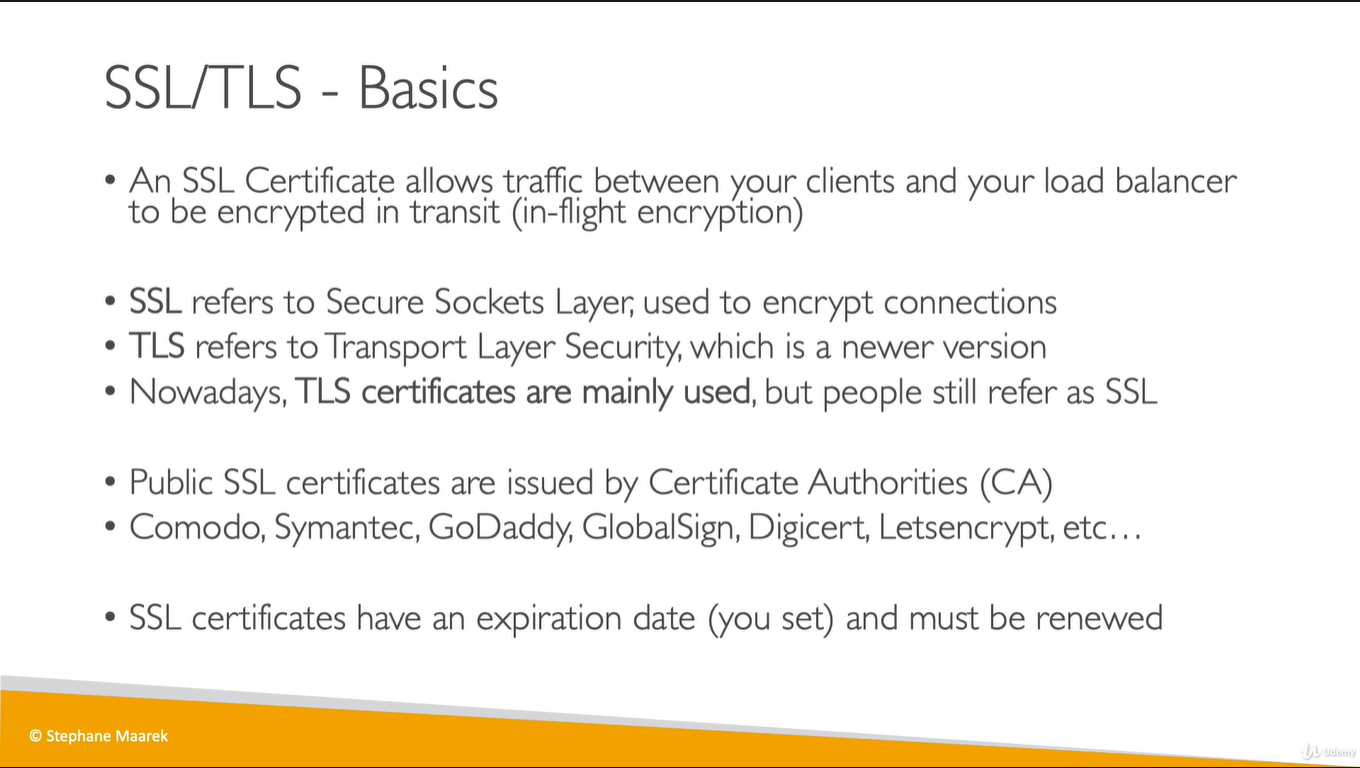 SSL/TLS - Basics
• An SSL Certificate allows traffic between your clients and your load balancer
to be encrypted in transit (in-flight encryption)
• SSL refers to Secure Sockets Layer, used to encrypt connections
• TLS refers to Transport Layer Security, which is a newer version
• Nowadays, TLS certificates are mainly used, but people still refer as SSL
• Public SSL certificates are issued by Certificate Authorities (CA)
• Comodo, Symantec, GoDaddy, GlobalSign, Digicert, Letsencrypt, etc…
• SSL certificates have an expiration date (you set) and must be renewed
© Stephane Maarek
Udemy